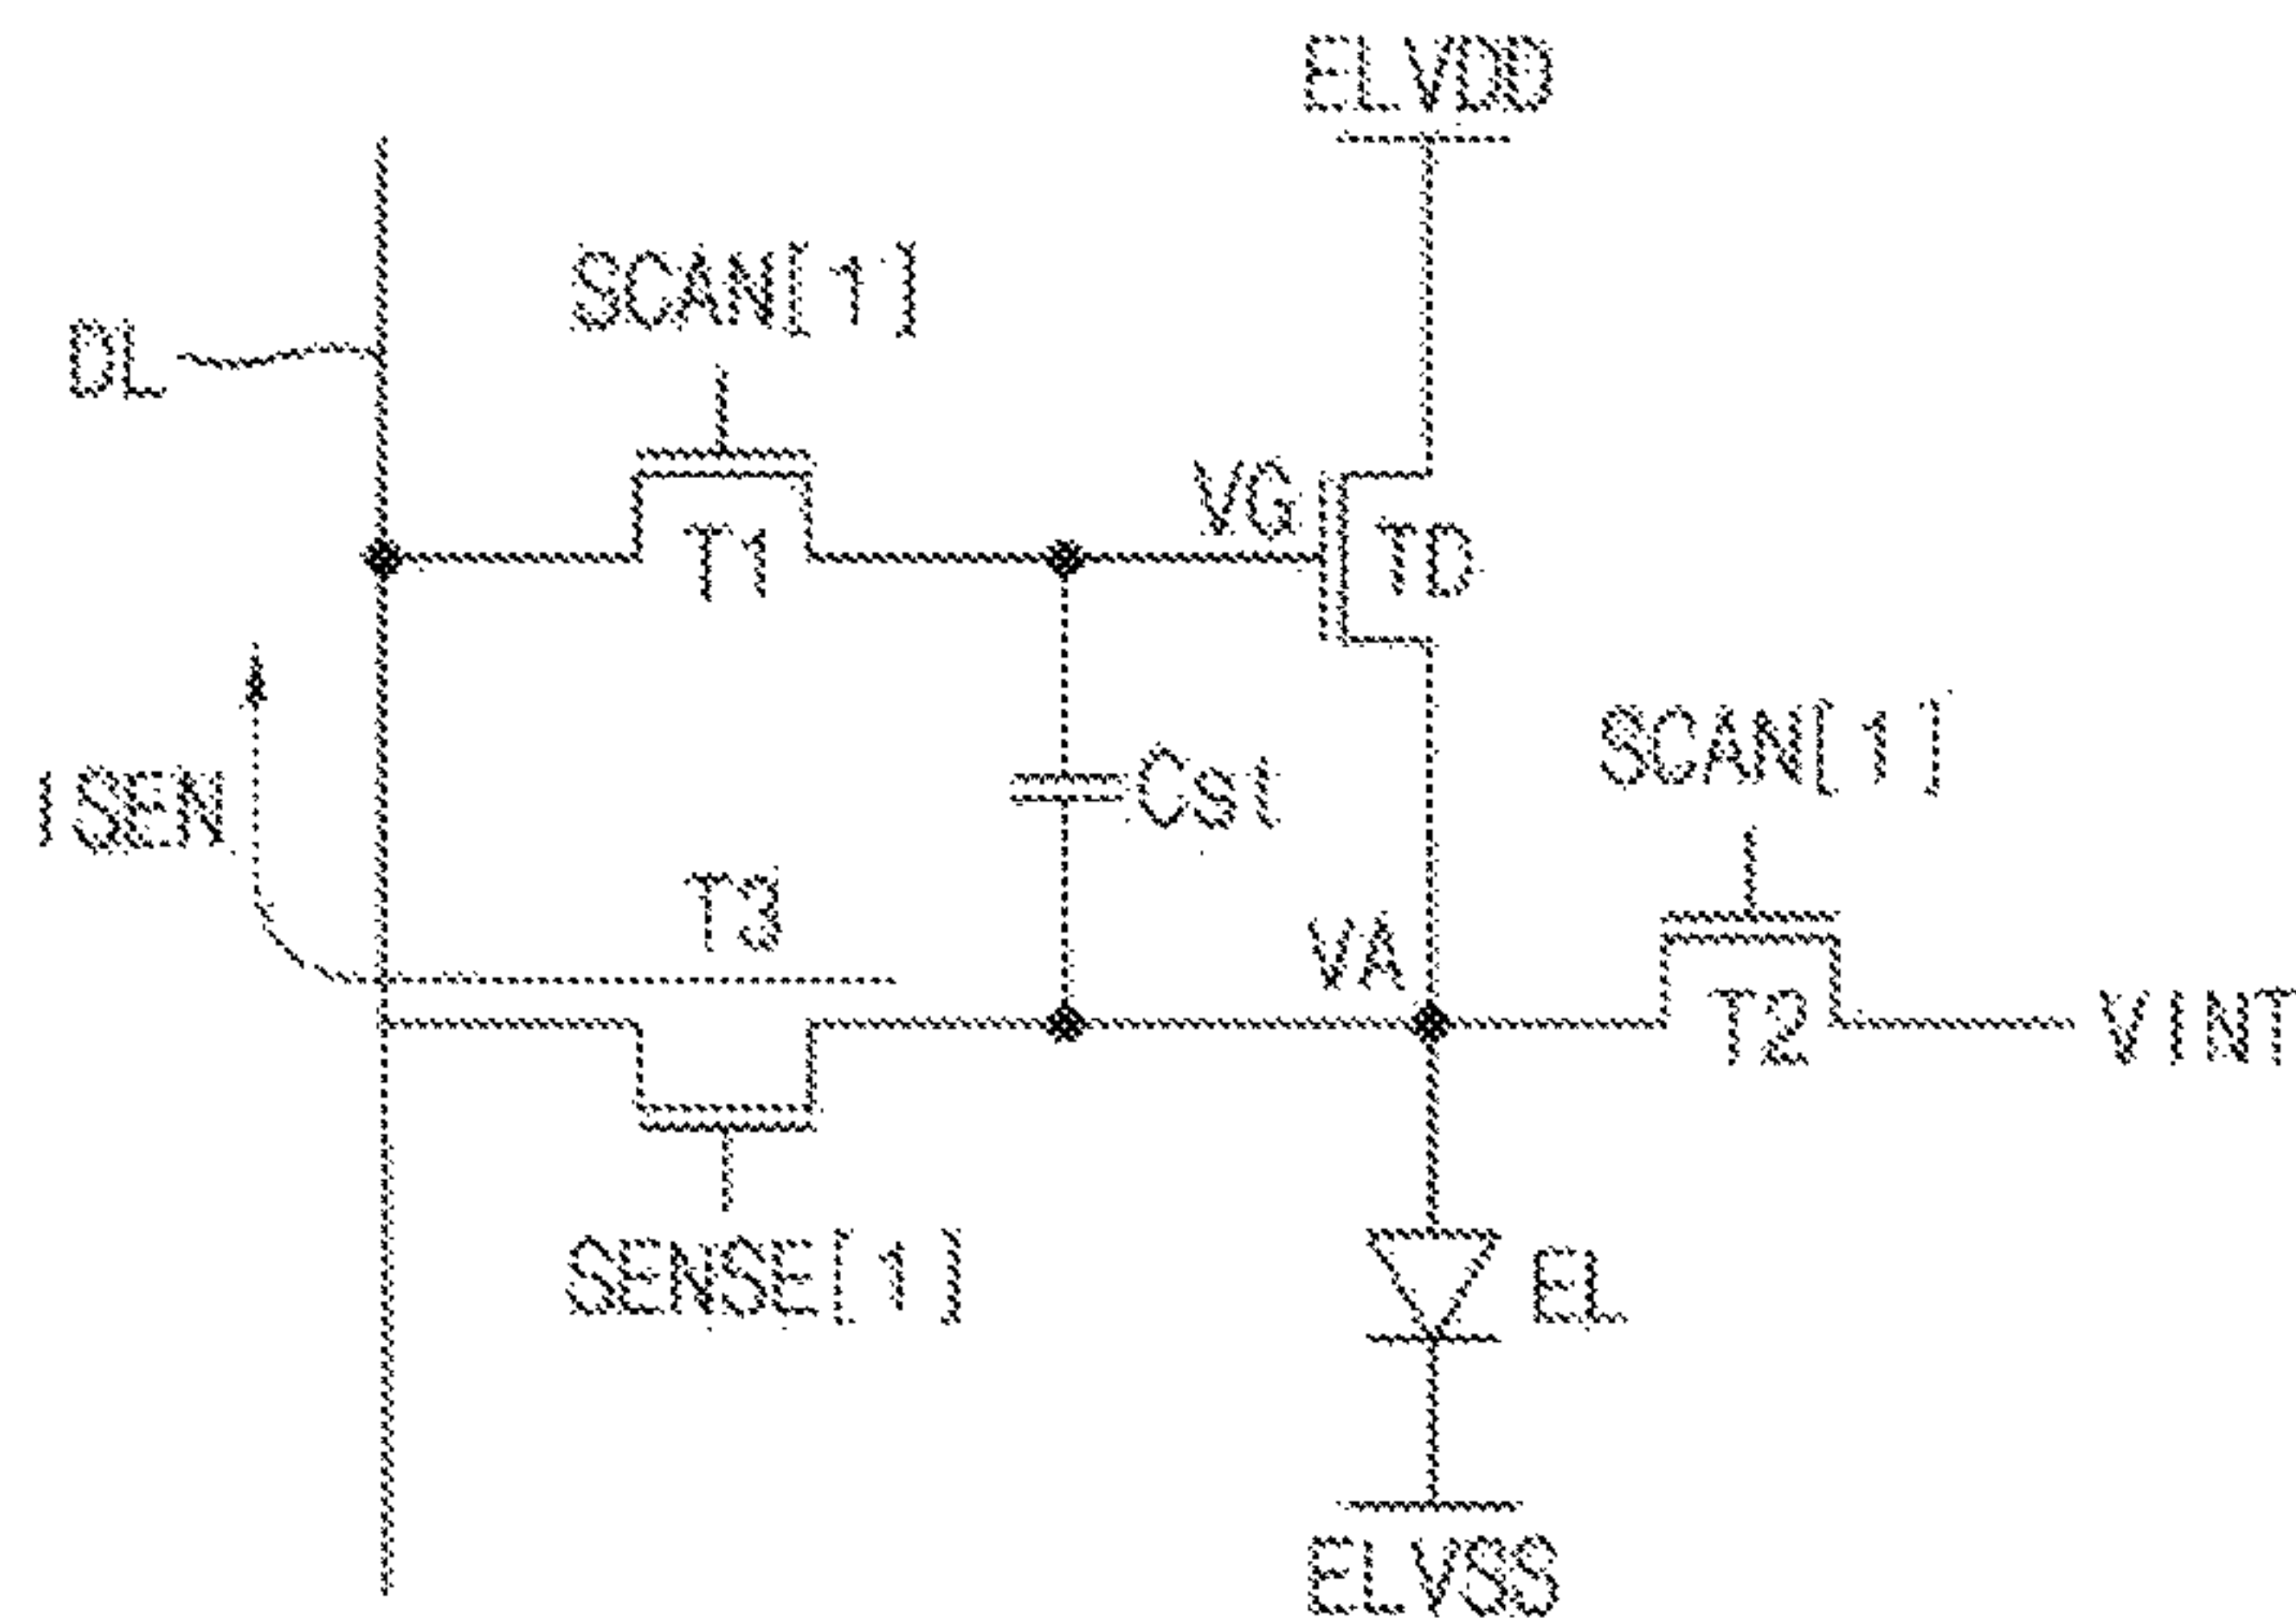 ELVDD
SCAN[1]
DL
VG
T1
TD
SCAN[1]
ISEN
Cst
T3
VA
T2
VINT
SENSE[1]
EL
ELVSS